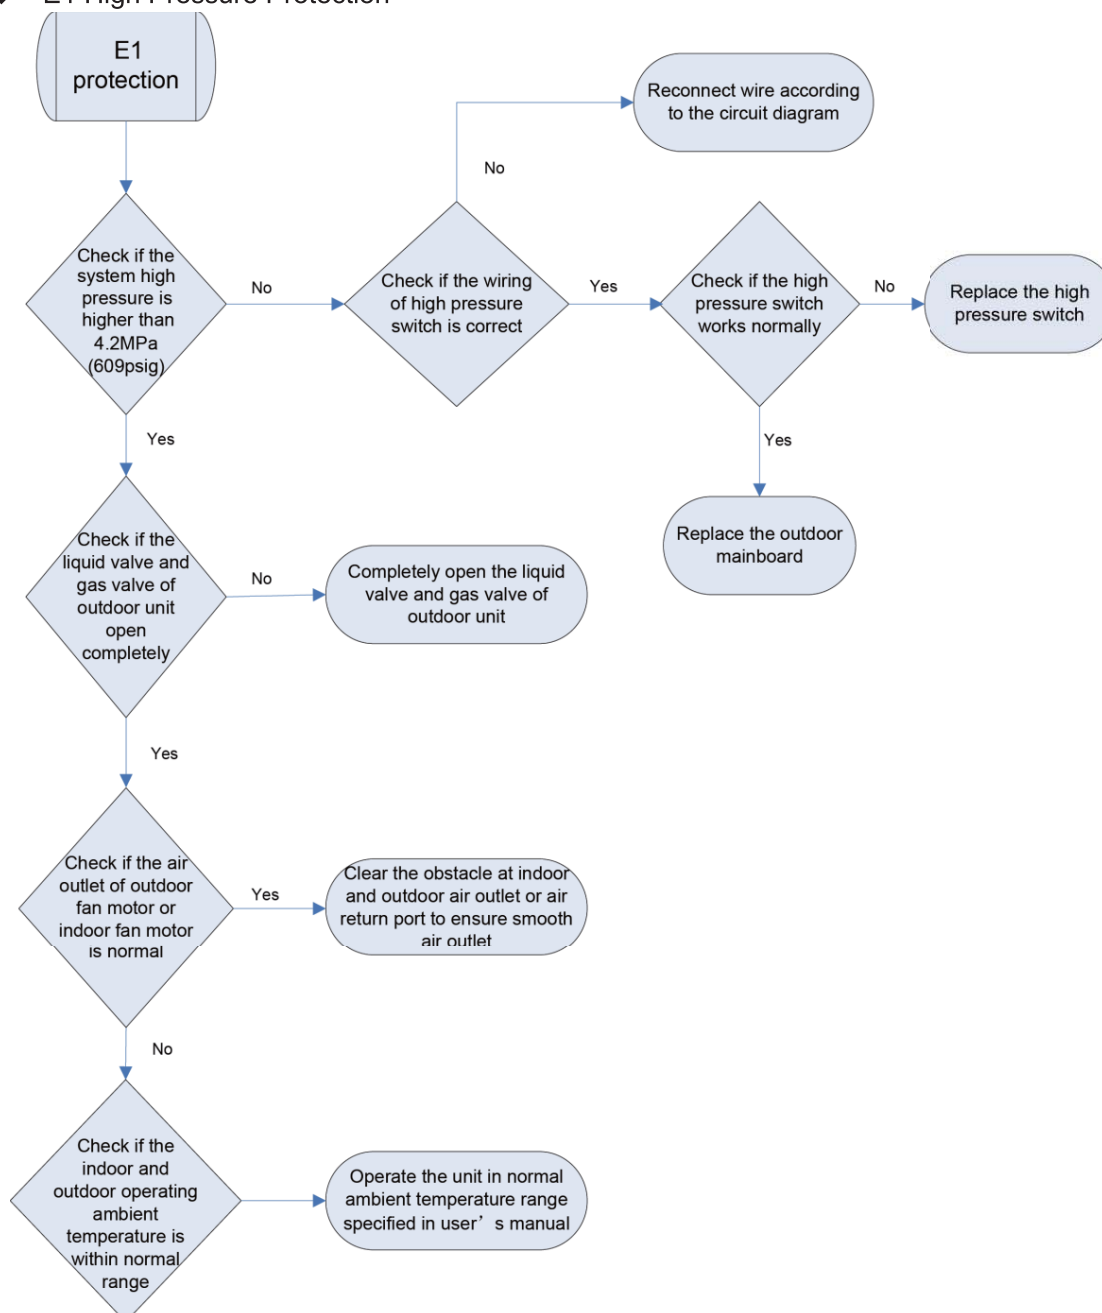 E1 High Pressure Protection
E1
protection
Reconnect wire according
to the circuit diagram
No
Check if the
system high
pressure is
higher than
4.2MPa
(609psig)
No
Check if the wiring
of high pressure
switch is correct
Yes
Check if the high
pressure switch
works normally
No
Replace the high
pressure switch
Yes
Yes
Replace the outdoor
mainboard
Check if the
liquid valve and
gas valve of
outdoor unit
open
completely
No
Completely open the liquid
valve and gas valve of
outdoor unit
Yes
Check if the air
outlet of outdoor
fan motor or
indoor fan motor
is normal
Yes
Clear the obstacle at indoor
and outdoor air outlet or air
return port to ensure smooth
air outlet
No
Check if the
indoor and
outdoor operating
ambient
temperature is
within normal
range
Operate the unit in normal
ambient temperature range
specified in user’s manual